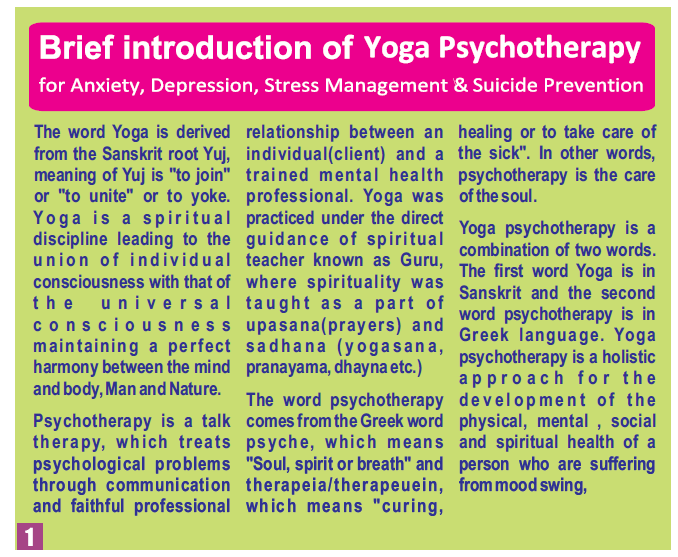 Brief introduction of Yoga Psychotherapy
for Anxiety, Depression, Stress Management & Suicide Prevention
The word Yoga is derived
from the Sanskrit root Yuj,
meaning of Yuj is "to join"
or "to unite" or to yoke.
Yoga is a spiritual
discipline leading to the
union of individual
consciousness with that of
the universal
consciousness
maintaining a perfect
harmony between the mind
and body, Man and Nature.
Psychotherapy is a talk
therapy, which treats
psychological problems
through communication
and faithful professional
relationship between an
individual(client) and a
trained mental health
professional. Yoga was
practiced under the direct
guidance of spiritual
teacher known as Guru,
where spirituality was
taught as a part of
upasana(prayers) and
sadhana (yogasana,
pranayama, dhayna etc.)
The word psychotherapy
comes from the Greek word
psyche, which means
"Soul, spirit or breath" and
therapeia/therapeuein,
which means "curing,
healing or to take care of
the sick". In other words,
psychotherapy is the care
of the soul.
Yoga psychotherapy is a
combination of two words.
The first word Yoga is in
Sanskrit and the second
word psychotherapy is in
Greek language. Yoga
psychotherapy is a holistic
approach for the
development of the
physical, mental , social
and spiritual health of a
person who are suffering
from mood swing,
1